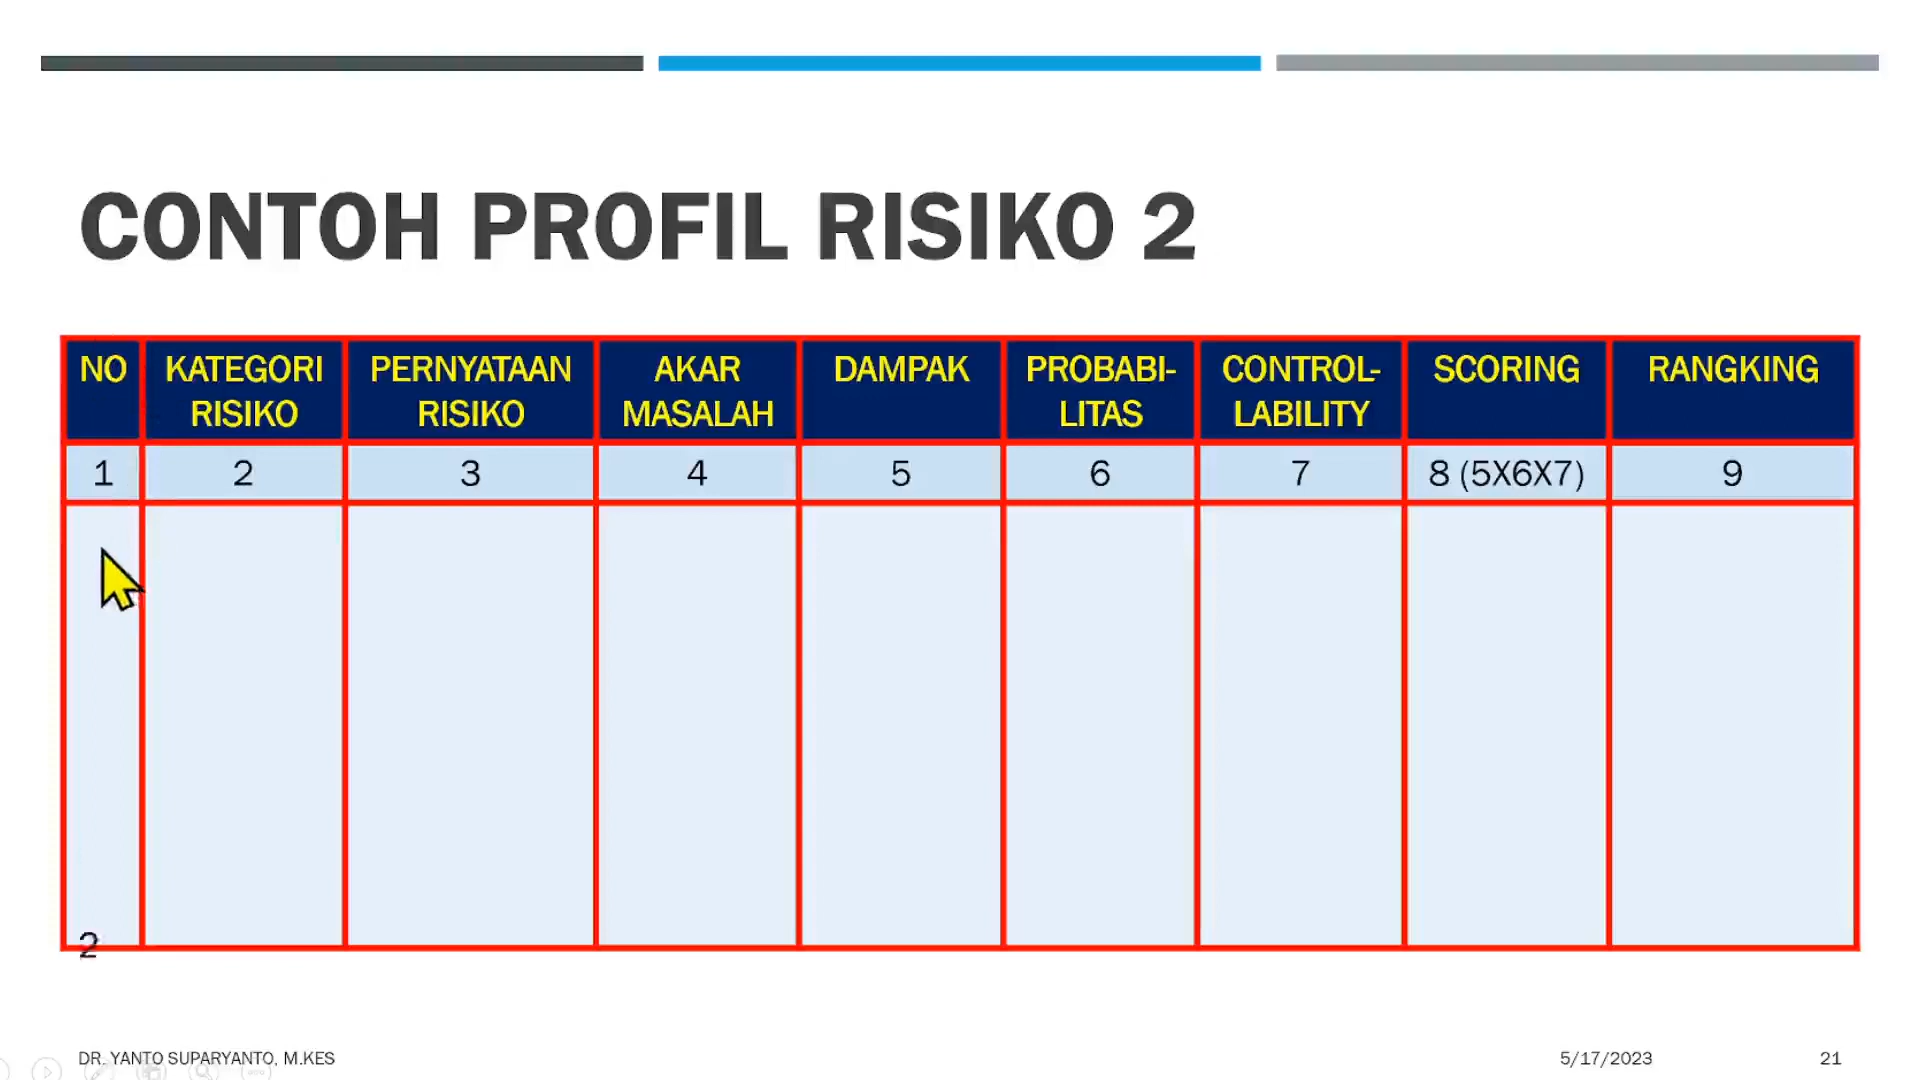 CONTOH PROFIL RISIKO 2
NO
KATEGORI
RISIKO
PERNYATAAN
RISIKO
AKAR
MASALAH
DAMPAK
PROBABI-
LITAS
CONTROL-
LABILITY
SCORING
RANGKING
1 2 3 4 5 6 7 8 (5X6X7) 9
2
DR. YANTO SUPARYANTO, M.KES
5/17/2023
21